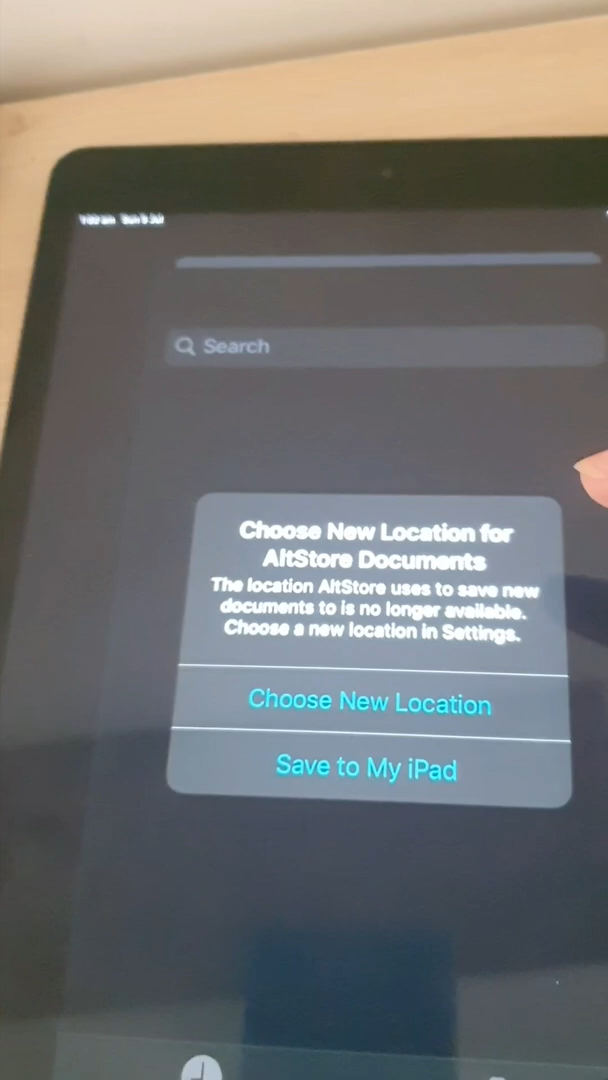 Search
Choose New Location for
AltStore Documents
The location AltStore uses to save new
documents to is no longer available.
Choose a new location in Settings.
Choose New Location
Save to My iPad